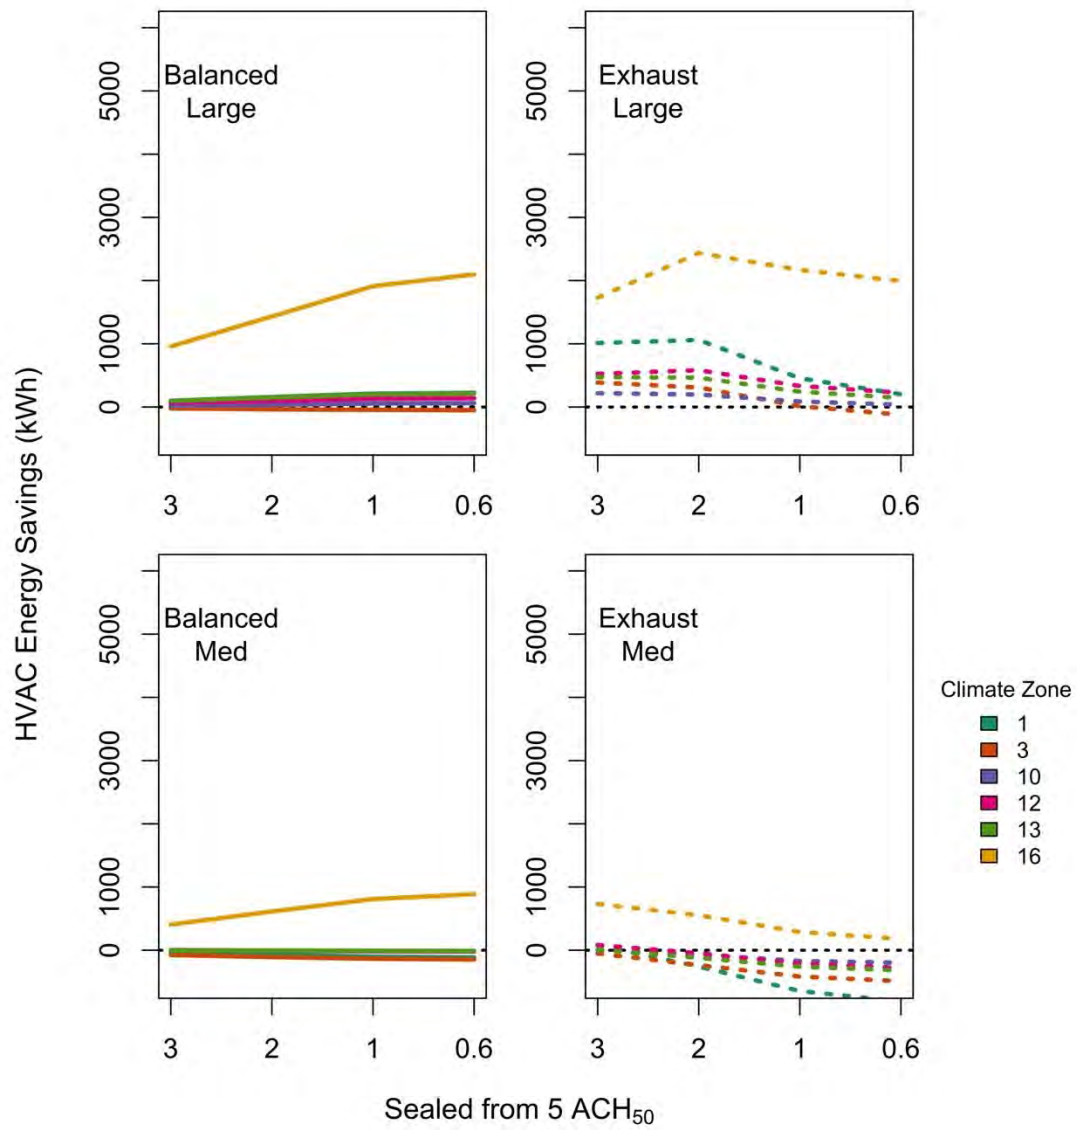 HVAC Energy Savings (kWh)
Balanced
Large
5000
3000
1000
0
3 2 1 0.6
Exhaust
Large
5000
3000
1000
0
3 2 1 0.6
Balanced
Med
5000
3000
1000
0
3 2 1 0.6
Exhaust
Med
5000
3000
1000
0
3 2 1 0.6
Climate Zone
1
3
10
12
13
16
Sealed from 5 ACH₅₀